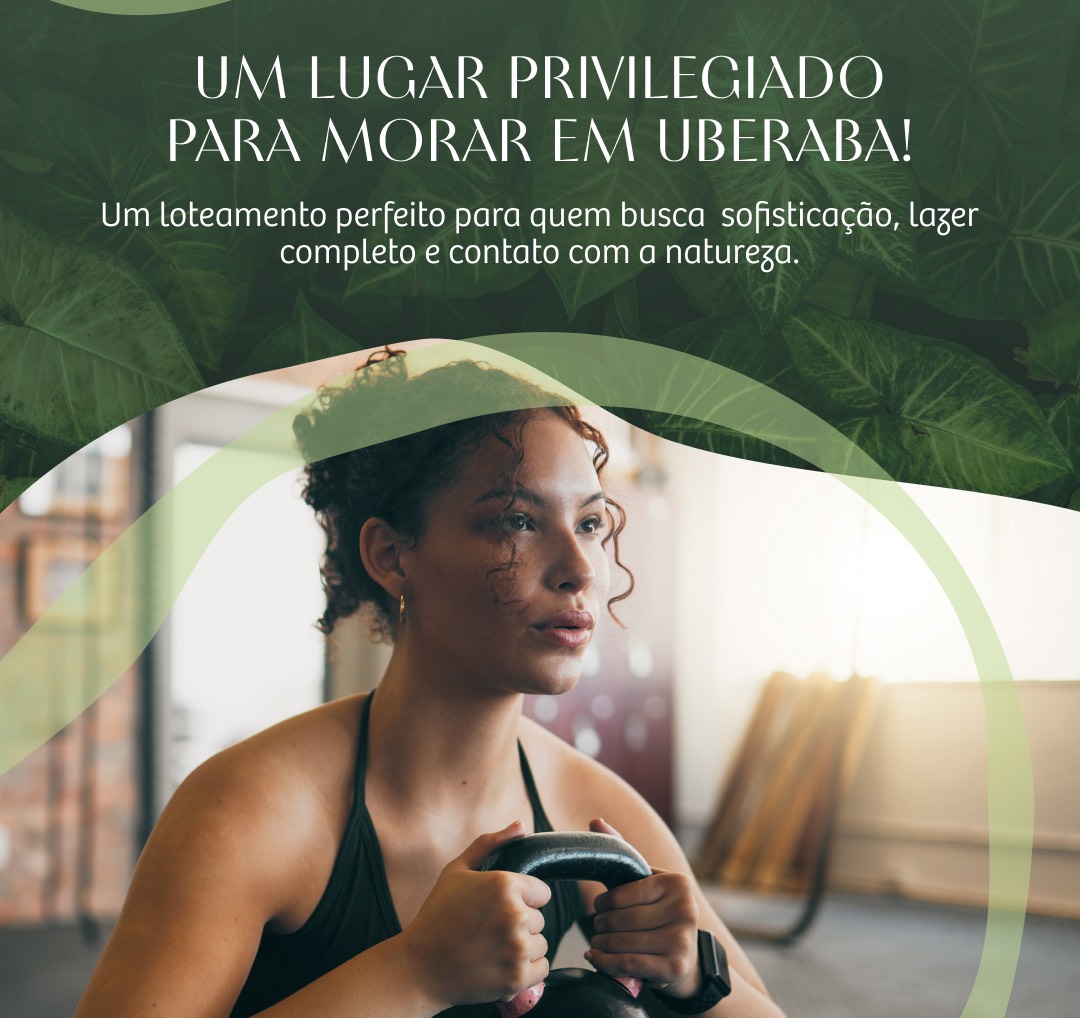 UM LUGAR PRIVILEGIADO
PARA MORAR EM UBERABA!
Um loteamento perfeito para quem busca  sofisticação, lazer
completo e contato com a natureza.